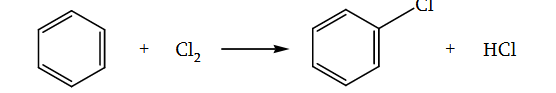 + Cl₂ Cl + HCl